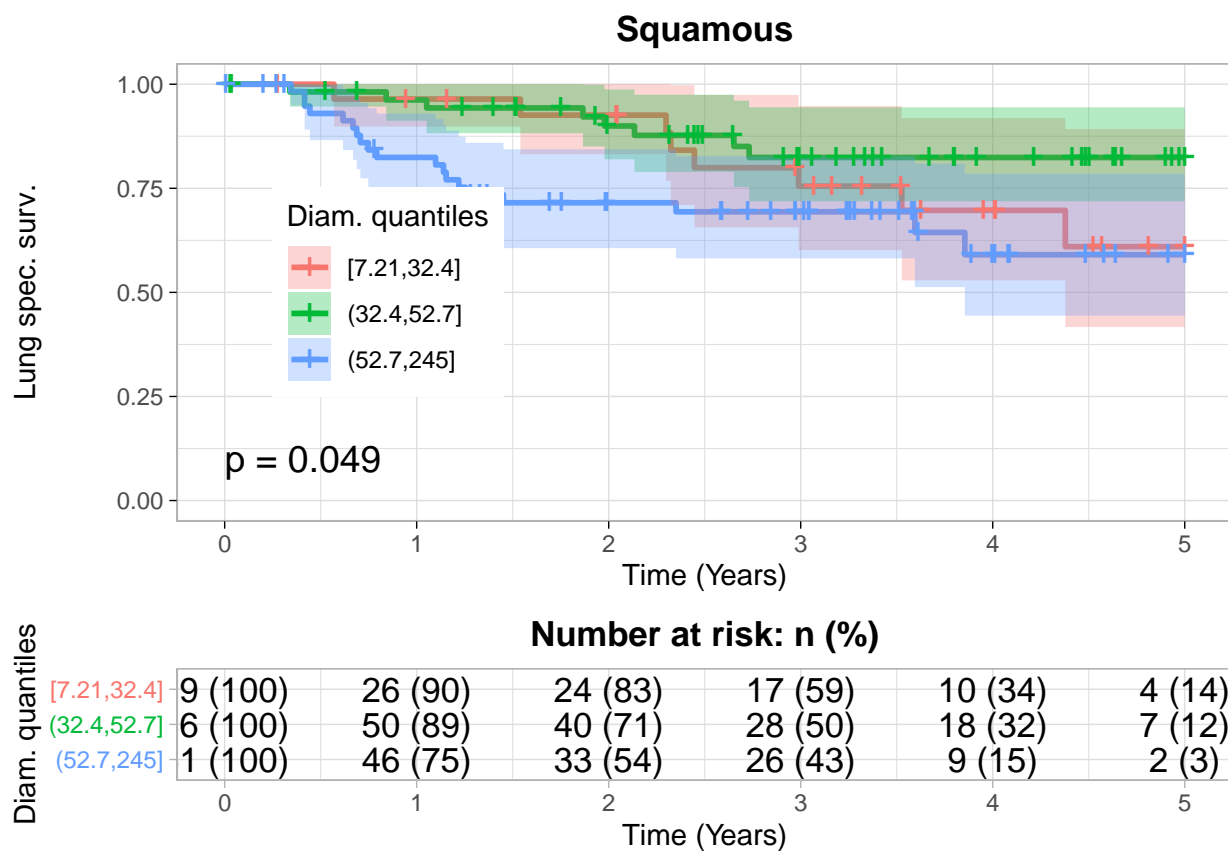 Squamous
Lung spec. surv.
1.00
0.75
0.50
0.25
0.00
Diam. quantiles
[7.21,32.4]
(32.4,52.7]
(52.7,245]
p = 0.049
0 1 2 3 4 5
Time (Years)
Number at risk: n (%)
Diam. quantiles
[7.21,32.4] 9 (100) 26 (90) 24 (83) 17 (59) 10 (34) 4 (14)
(32.4,52.7] 6 (100) 50 (89) 40 (71) 28 (50) 18 (32) 7 (12)
(52.7,245] 1 (100) 46 (75) 33 (54) 26 (43) 9 (15) 2 (3)
0 1 2 3 4 5
Time (Years)